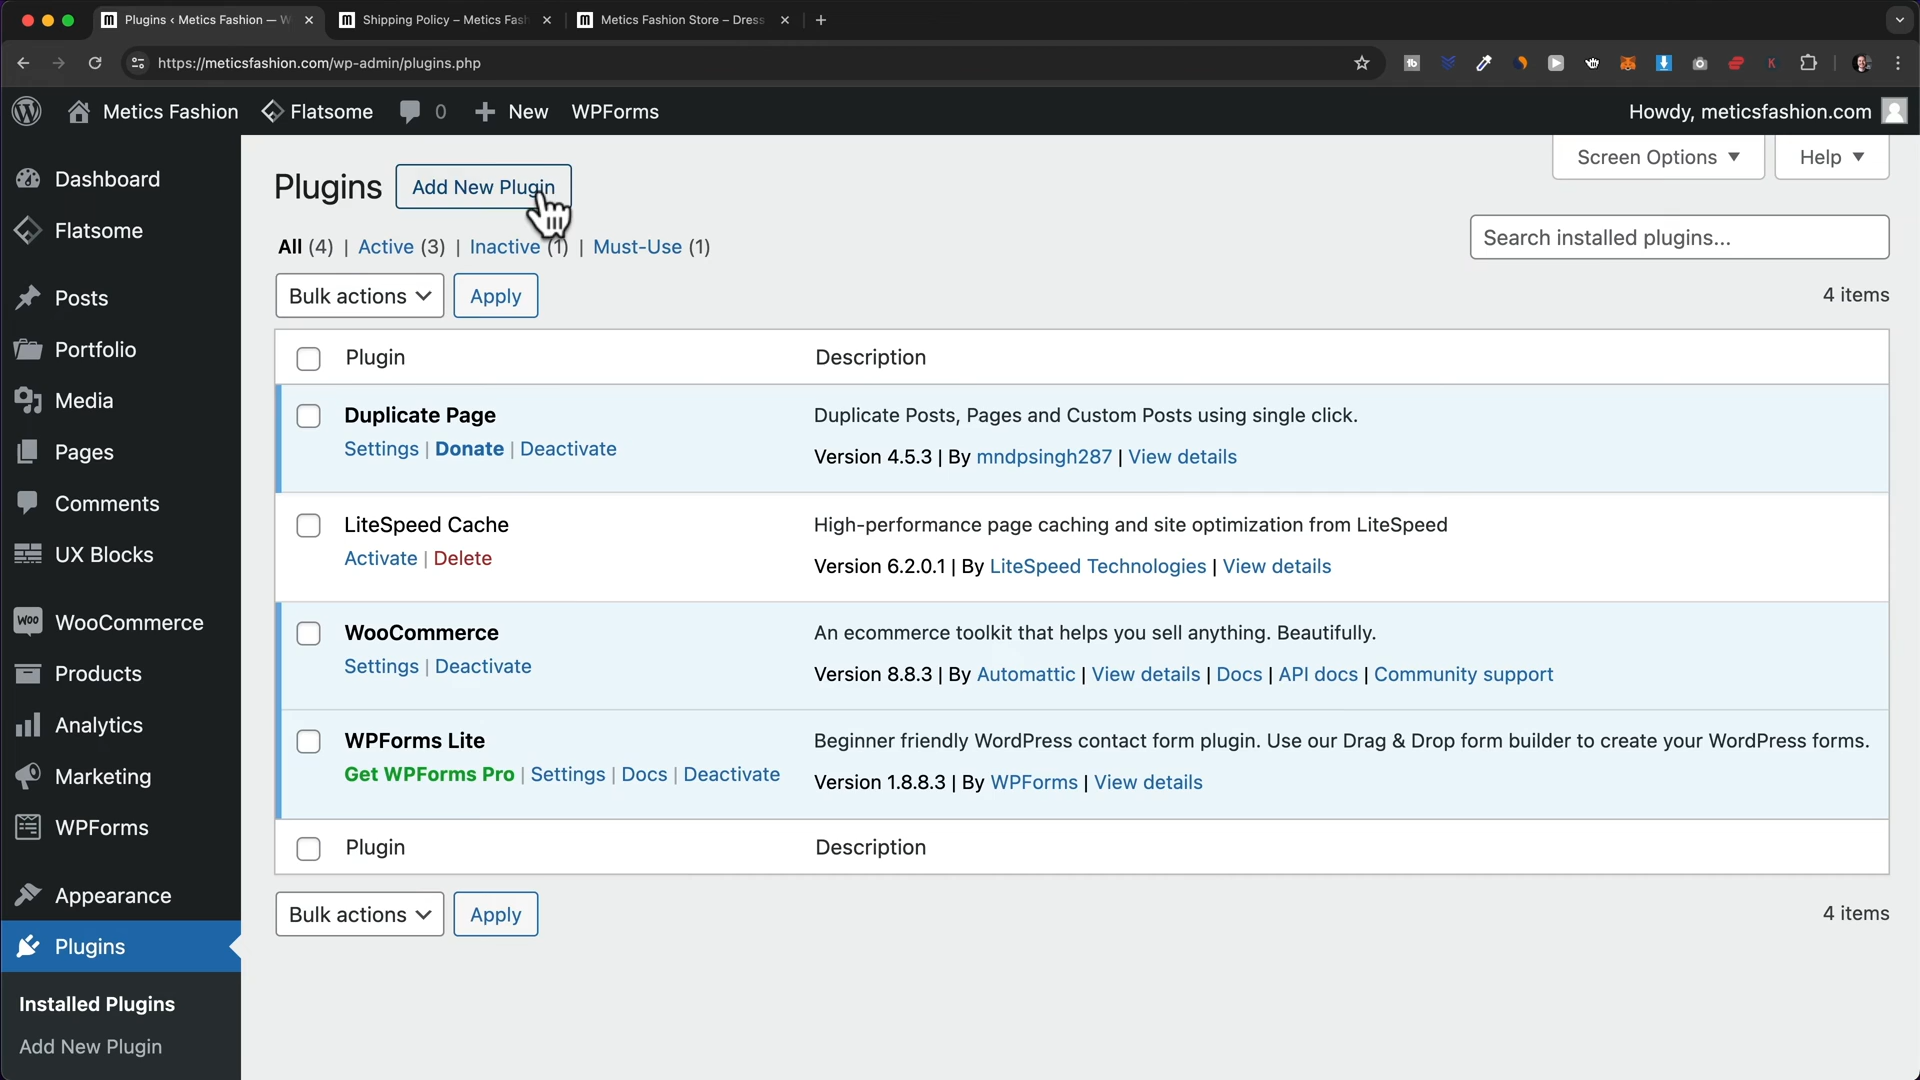 Plugins ‹ Metics Fashion — W
Shipping Policy – Metics Fash
Metics Fashion Store – Dress
https://meticsfashion.com/wp-admin/plugins.php
Metics Fashion
Flatsome
0
New
WPForms
Howdy, meticsfashion.com
Dashboard
Flatsome
Posts
Portfolio
Media
Pages
Comments
UX Blocks
WooCommerce
Products
Analytics
Marketing
WPForms
Appearance
Plugins
Installed Plugins
Add New Plugin
Screen Options
Help
Plugins
Add New Plugin
All (4) | Active (3) | Inactive (1) | Must-Use (1)
Search installed plugins...
Bulk actions
Apply
4 items
Plugin
Description
Duplicate Page
Settings | Donate | Deactivate
Duplicate Posts, Pages and Custom Posts using single click.
Version 4.5.3 | By mndpsingh287 | View details
LiteSpeed Cache
Activate | Delete
High-performance page caching and site optimization from LiteSpeed
Version 6.2.0.1 | By LiteSpeed Technologies | View details
WooCommerce
Settings | Deactivate
An ecommerce toolkit that helps you sell anything. Beautifully.
Version 8.8.3 | By Automattic | View details | Docs | API docs | Community support
WPForms Lite
Get WPForms Pro | Settings | Docs | Deactivate
Beginner friendly WordPress contact form plugin. Use our Drag & Drop form builder to create your WordPress forms.
Version 1.8.8.3 | By WPForms | View details
Plugin
Description
Bulk actions
Apply
4 items